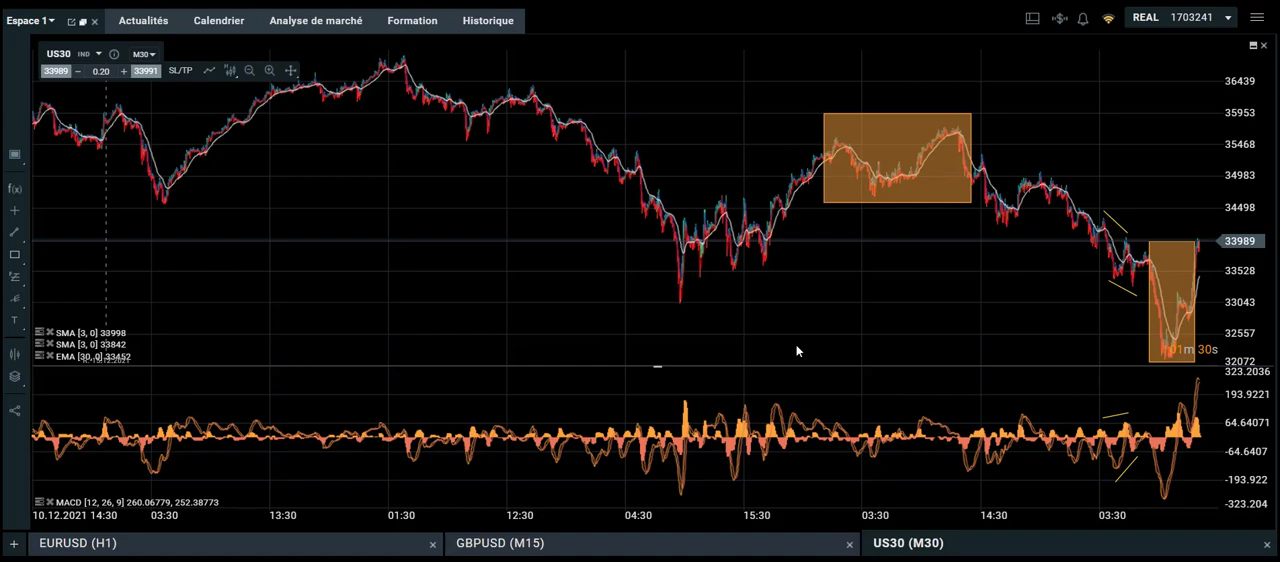 Espace 1 Actualités Calendrier Analyse de marché Formation Historique REAL 1703241
US30 IND M30
33989 − 0.20 + 33991 SL/TP
36439
35953
35468
34983
34498
33989
33528
33043
32557
32072
SMA [3, 0] 33998
SMA [3, 0] 33842
EMA [30, 0] 33452
01m 30s
323.2036
193.9221
64.64071
-64.6407
-193.922
-323.204
f(x)
T
MACD [12, 26, 9] 260.06779, 252.38773
10.12.2021 14:30 03:30 13:30 01:30 12:30 04:30 15:30 03:30 14:30 03:30
+ EURUSD (H1) × GBPUSD (M15) × US30 (M30) ×